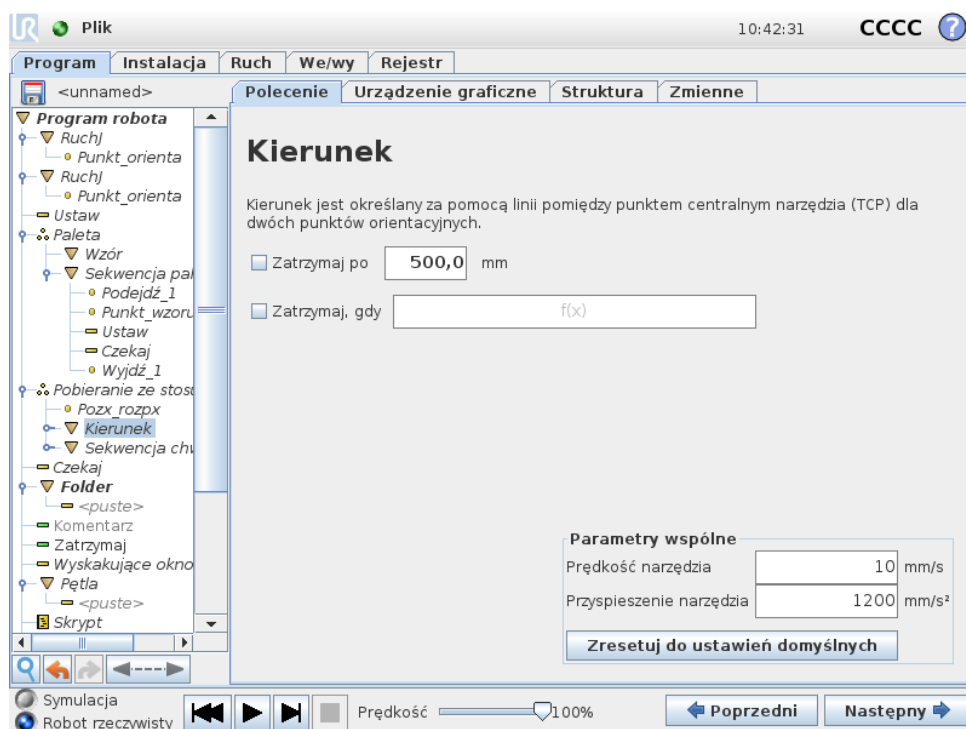 UR Plik 10:42:31 CCCC ?
Program Instalacja Ruch We/wy Rejestr
<unnamed>
Polecenie Urządzenie graficzne Struktura Zmienne
Program robota
RuchJ
Punkt_orienta
RuchJ
Punkt_orienta
Ustaw
Paleta
Wzór
Sekwencja pal
Podejdź_1
Punkt_wzoru
Ustaw
Czekaj
Wyjdź_1
Pobieranie ze stosu
Pozx_rozpx
Kierunek
Sekwencja chw
Czekaj
Folder
<puste>
Komentarz
Zatrzymaj
Wyskakujące okno
Pętla
<puste>
Skrypt
Kierunek
Kierunek jest określany za pomocą linii pomiędzy punktem centralnym narzędzia (TCP) dla
dwóch punktów orientacyjnych.
Zatrzymaj po 500,0 mm
Zatrzymaj, gdy f(x)
Parametry wspólne
Prędkość narzędzia 10 mm/s
Przyspieszenie narzędzia 1200 mm/s²
Zresetuj do ustawień domyślnych
Symulacja
Robot rzeczywisty
Prędkość 100%
Poprzedni Następny